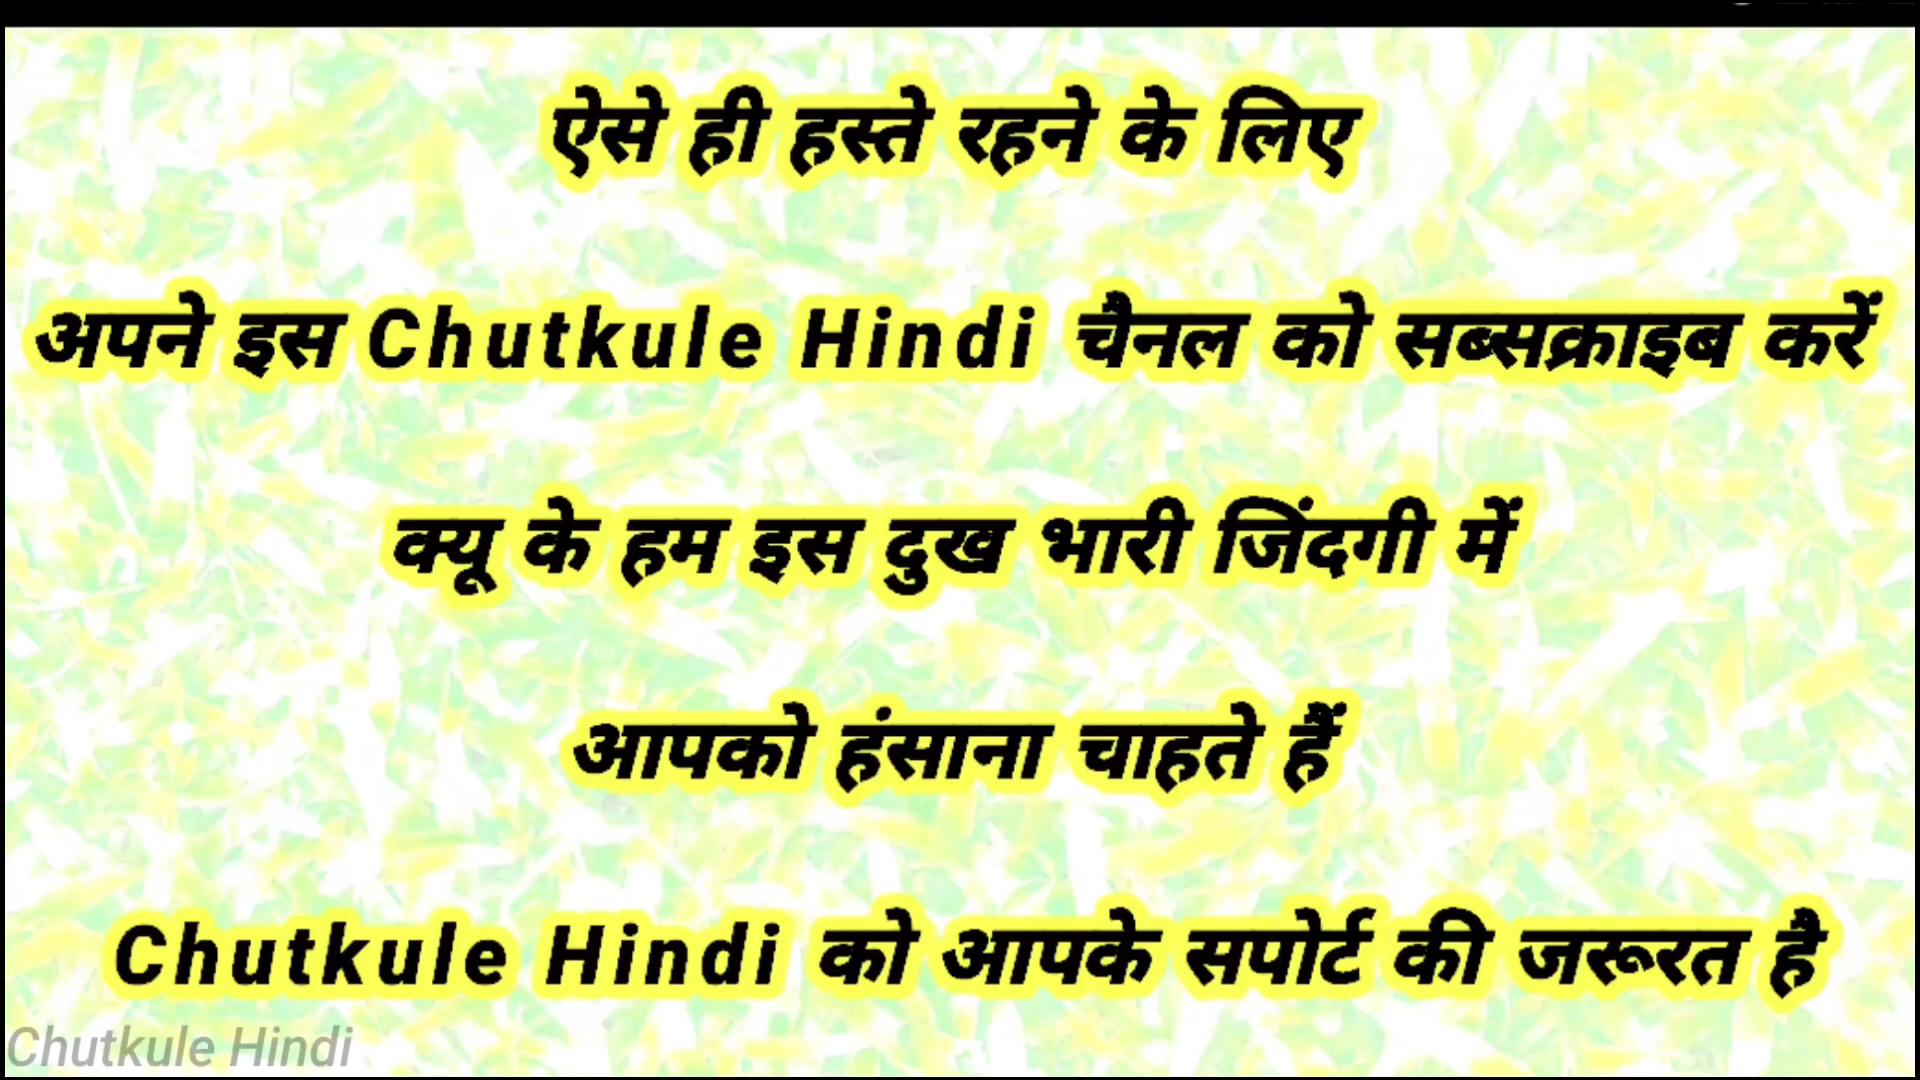 ऐसे ही हस्ते रहने के लिए
अपने इस Chutkule Hindi चैनल को सब्सक्राइब करें
क्यू के हम इस दुख भारी जिंदगी में
आपको हंसाना चाहते हैं
Chutkule Hindi को आपके सपोर्ट की जरूरत है
Chutkule Hindi